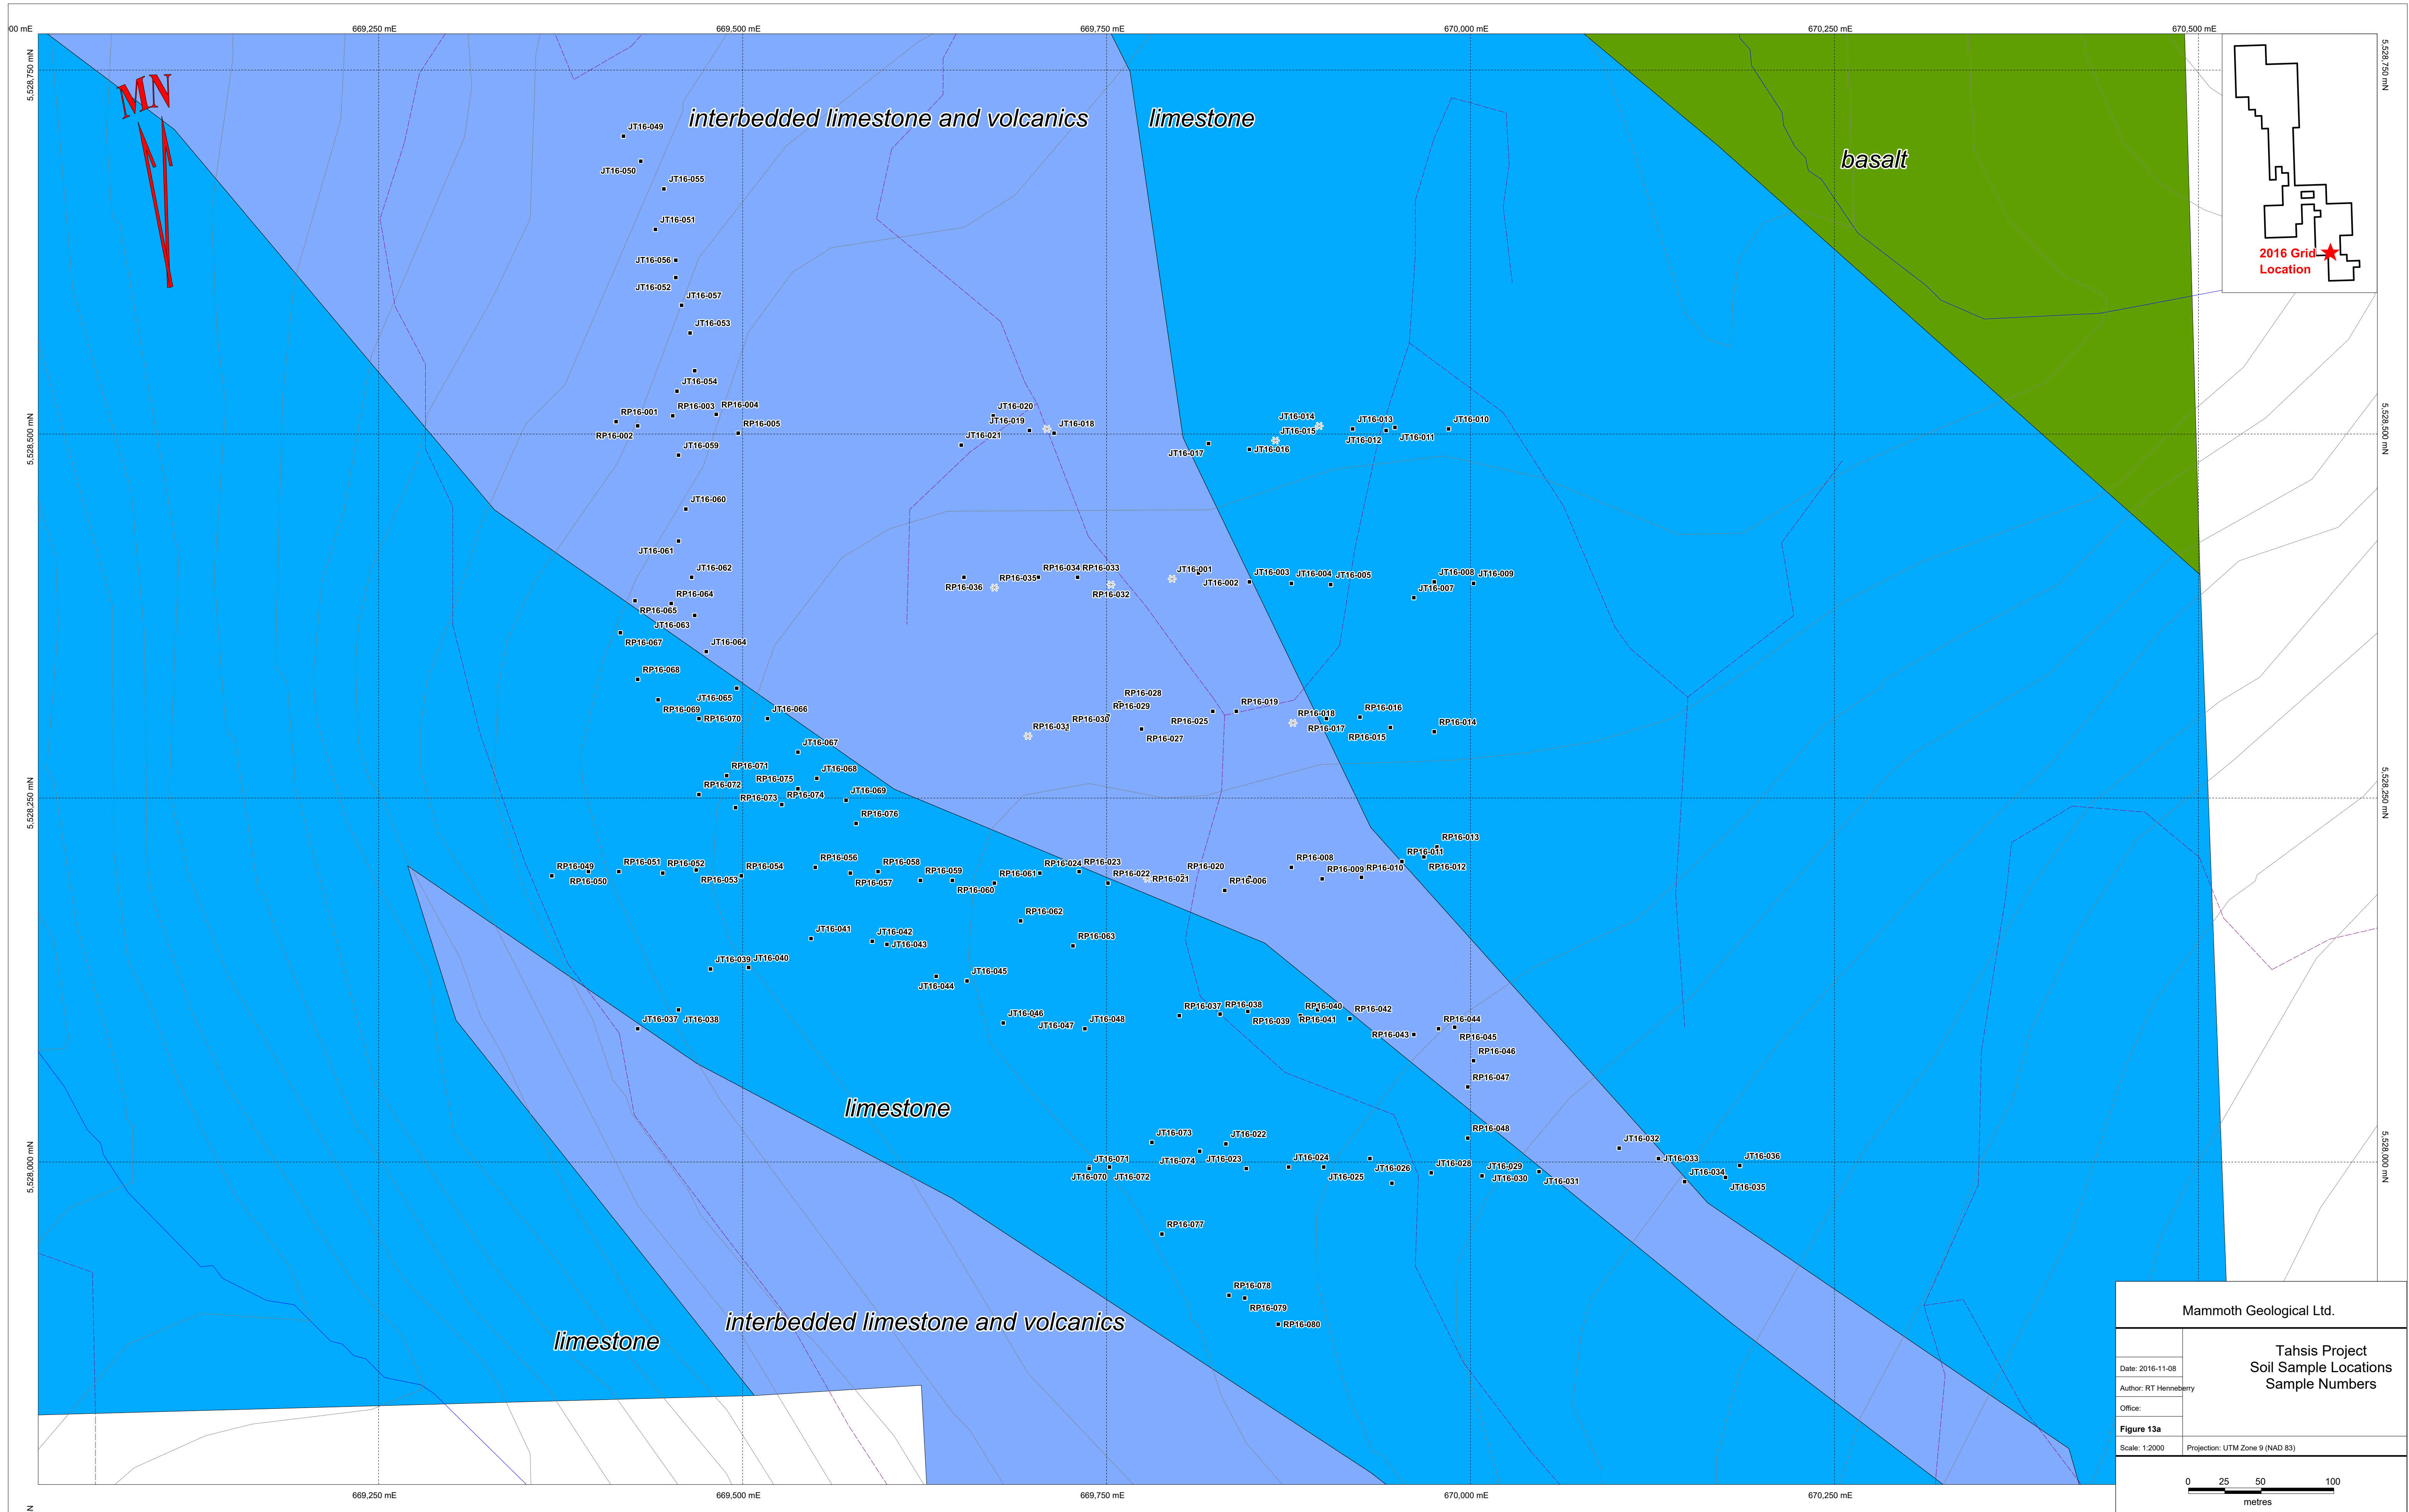 00 mE
669,250 mE
669,500 mE
669,750 mE
670,000 mE
670,250 mE
670,500 mE
5,528,750 mN
5,528,750 mN
MN
interbedded limestone and volcanics
limestone
basalt
2016 Grid
Location
JT16-049
JT16-050
JT16-055
JT16-051
JT16-056
JT16-052
JT16-057
JT16-053
JT16-054
RP16-001
RP16-002
RP16-003
RP16-004
RP16-005
JT16-059
JT16-020
JT16-019
JT16-018
JT16-021
JT16-014
JT16-015
JT16-013
JT16-012
JT16-011
JT16-010
JT16-017
JT16-016
5,528,500 mN
5,528,500 mN
JT16-060
JT16-061
JT16-062
RP16-064
RP16-065
JT16-063
RP16-067
JT16-064
RP16-036
RP16-035
RP16-034
RP16-033
RP16-032
JT16-001
JT16-002
JT16-003
JT16-004
JT16-005
JT16-007
JT16-008
JT16-009
RP16-068
JT16-065
RP16-069
RP16-070
JT16-066
RP16-028
RP16-029
RP16-030
RP16-031
RP16-027
RP16-025
RP16-019
RP16-018
RP16-017
RP16-016
RP16-015
RP16-014
JT16-067
RP16-071
RP16-075
JT16-068
RP16-072
RP16-073
RP16-074
JT16-069
RP16-076
5,528,250 mN
5,528,250 mN
RP16-049
RP16-050
RP16-051
RP16-052
RP16-053
RP16-054
RP16-056
RP16-057
RP16-058
RP16-059
RP16-060
RP16-061
RP16-024
RP16-023
RP16-022
RP16-021
RP16-020
RP16-006
RP16-008
RP16-009
RP16-010
RP16-011
RP16-012
RP16-013
RP16-062
RP16-063
JT16-041
JT16-042
JT16-043
JT16-039
JT16-040
JT16-044
JT16-045
JT16-037
JT16-038
JT16-046
JT16-047
JT16-048
RP16-037
RP16-038
RP16-039
RP16-040
RP16-041
RP16-042
RP16-043
RP16-044
RP16-045
RP16-046
RP16-047
limestone
RP16-048
JT16-073
JT16-022
JT16-071
JT16-070
JT16-072
JT16-074
JT16-023
JT16-024
JT16-025
JT16-026
JT16-028
JT16-029
JT16-030
JT16-031
JT16-032
JT16-033
JT16-034
JT16-036
JT16-035
5,528,000 mN
5,528,000 mN
RP16-077
RP16-078
RP16-079
RP16-080
interbedded limestone and volcanics
limestone
Mammoth Geological Ltd.
Tahsis Project
Soil Sample Locations
Sample Numbers
Date: 2016-11-08
Author: RT Henneberry
Office:
Figure 13a
Scale: 1:2000
Projection: UTM Zone 9 (NAD 83)
0 25 50 100
metres
669,250 mE
669,500 mE
669,750 mE
670,000 mE
670,250 mE
N